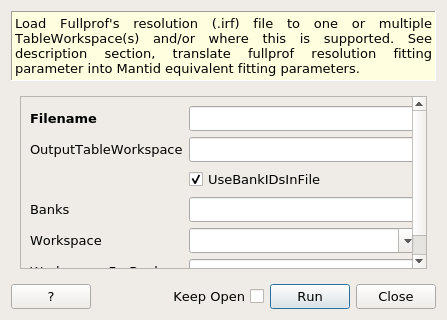 Load Fullprof's resolution (.irf) file to one or multiple
TableWorkspace(s) and/or where this is supported. See
description section, translate fullprof resolution fitting
parameter into Mantid equivalent fitting parameters.
Filename
OutputTableWorkspace
UseBankIDsInFile
Banks
Workspace
? Keep Open Run Close